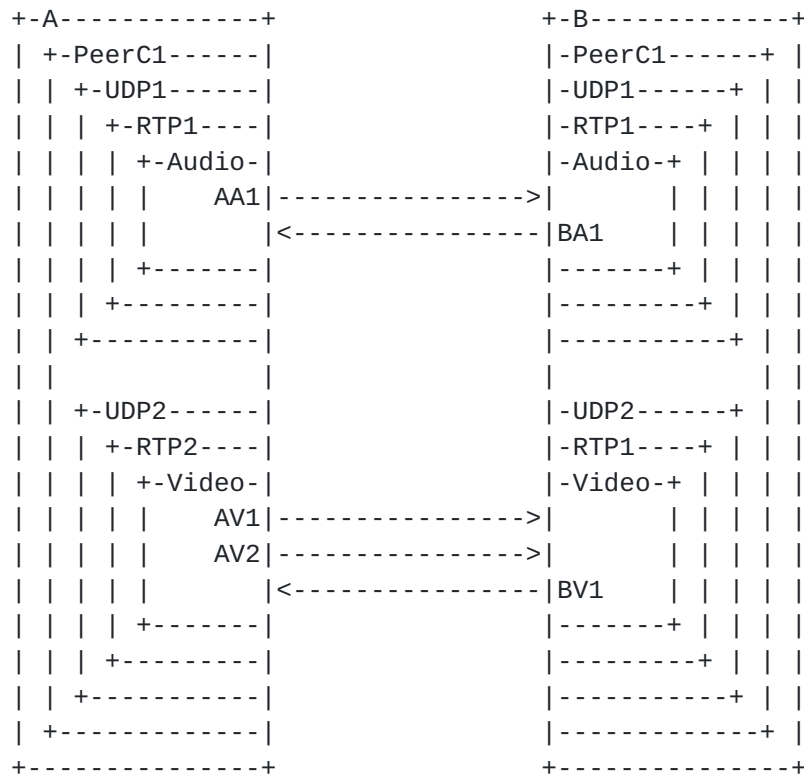 +-A-------------+                 +-B-------------+
| +-PeerC1------|                 |-PeerC1------+ |
| | +-UDP1------|                 |-UDP1------+ | |
| | | +-RTP1----|                 |-RTP1----+ | | |
| | | | +-Audio-|                 |-Audio-+ | | | |
| | | | |    AA1|---------------->|       | | | | |
| | | | |       |<----------------|BA1    | | | | |
| | | | +-------|                 |-------+ | | | |
| | | +---------|                 |---------+ | | |
| | +-----------|                 |-----------+ | |
| |             |                 |             | |
| | +-UDP2------|                 |-UDP2------+ | |
| | | +-RTP2----|                 |-RTP1----+ | | |
| | | | +-Video-|                 |-Video-+ | | | |
| | | | |    AV1|---------------->|       | | | | |
| | | | |    AV2|---------------->|       | | | | |
| | | | |       |<----------------|BV1    | | | | |
| | | | +-------|                 |-------+ | | | |
| | | +---------|                 |---------+ | | |
| | +-----------|                 |-----------+ | |
| +-------------|                 |-------------+ |
+---------------+                 +---------------+